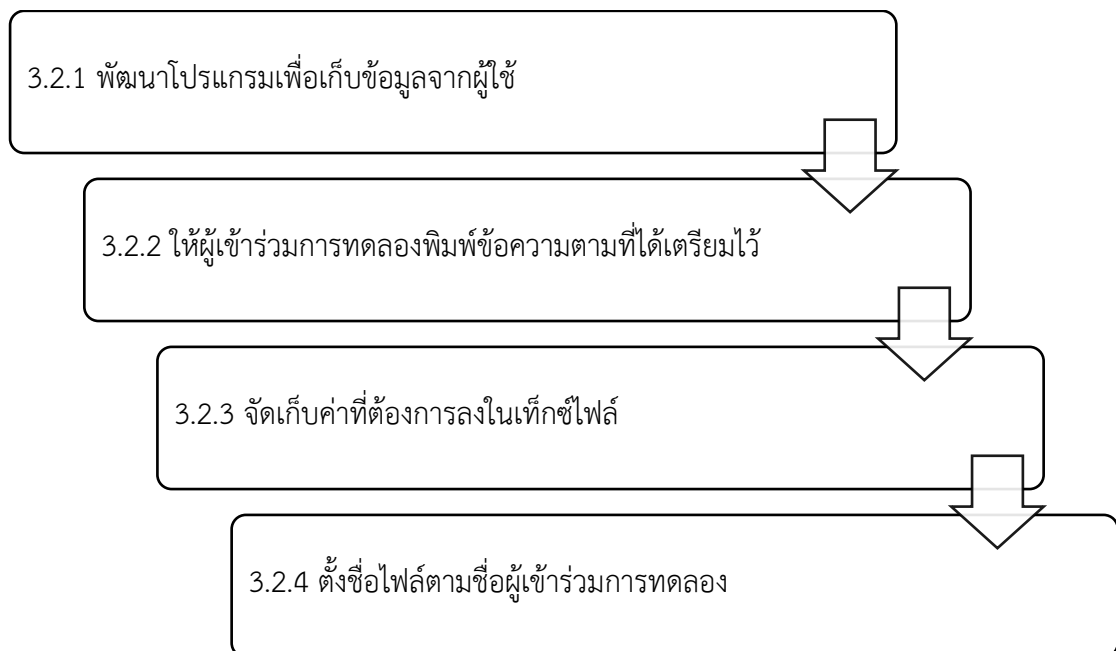 3.2.1 พัฒนาโปรแกรมเพื่อเก็บข้อมูลจากผู้ใช้
3.2.2 ให้ผู้เข้าร่วมการทดลองพิมพ์ข้อความตามที่ได้เตรียมไว้
3.2.3 จัดเก็บค่าที่ต้องการลงในเท็กซ์ไฟล์
3.2.4 ตั้งชื่อไฟล์ตามชื่อผู้เข้าร่วมการทดลอง